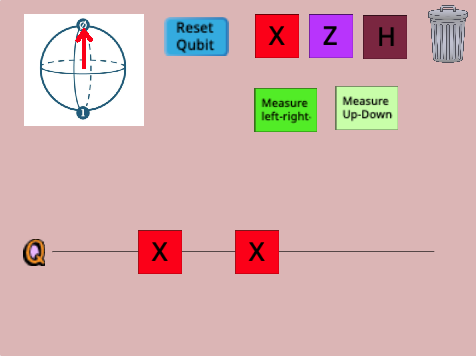 0
1
Reset
Qubit
X
Z
H
Measure
left-right-
Measure
Up-Down
Q
X
X